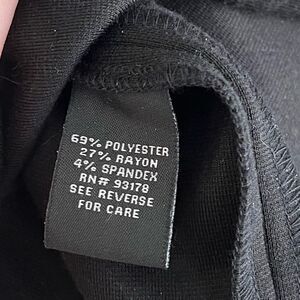 69% POLYESTER
27% RAYON
4% SPANDEX
RN# 93178
SEE REVERSE
FOR CARE